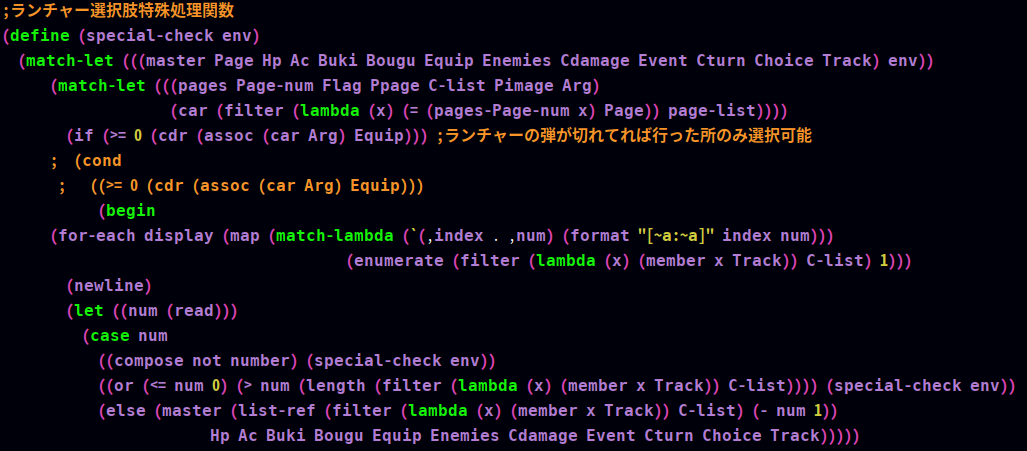 ;ランチャー選択肢特殊処理関数
(define (special-check env)
(match-let (((master Page Hp Ac Buki Bougu Equip Enemies Cdamage Event Cturn Choice Track) env))
(match-let (((pages Page-num Flag Ppage C-list Pimage Arg)
(car (filter (lambda (x) (= (pages-Page-num x) Page)) page-list))))
(if (>= 0 (cdr (assoc (car Arg) Equip))) ;ランチャーの弾が切れてれば行った所のみ選択可能
; (cond
; ((>= 0 (cdr (assoc (car Arg) Equip)))
(begin
(for-each display (map (match-lambda (`(,index . ,num) (format "[~a:~a]" index num)))
(enumerate (filter (lambda (x) (member x Track)) C-list) 1)))
(newline)
(let ((num (read)))
(case num
((compose not number) (special-check env))
((or (<= num 0) (> num (length (filter (lambda (x) (member x Track)) C-list)))) (special-check env))
(else (master (list-ref (filter (lambda (x) (member x Track)) C-list) (- num 1))
Hp Ac Buki Bougu Equip Enemies Cdamage Event Cturn Choice Track)))))